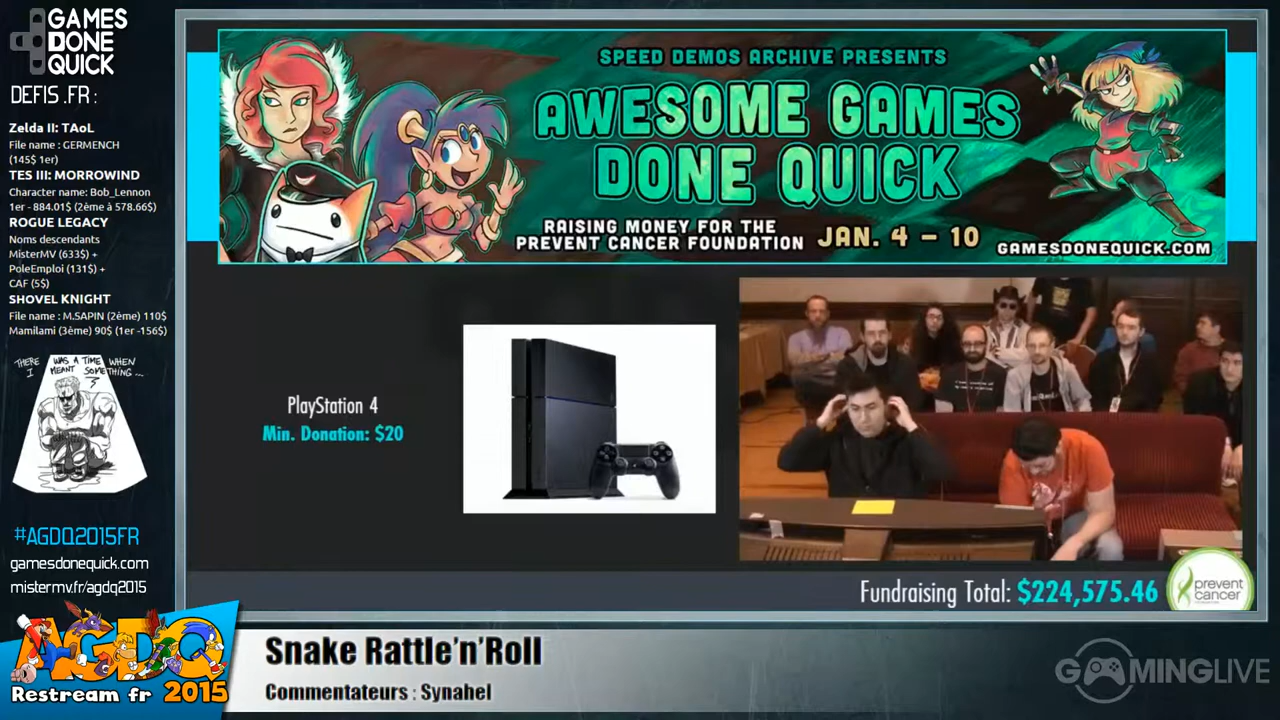 GAMES
DONE
QUICK
DEFIS .FR :
Zelda II: TAoL
File name : GERMENCH
(145$ 1er)
TES III: MORROWIND
Character name: Bob_Lennon
1er - 884.01$ (2ème à 578.66$)
ROGUE LEGACY
Noms descendants
MisterMV (633$) +
PoleEmploi (131$) +
CAF (5$)
SHOVEL KNIGHT
File name : M.SAPIN (2ème) 110$
Mamilami (3ème) 90$ (1er -156$)
THERE WAS A TIME WHEN
I MEANT SOMETHING...
#AGDQ2015FR
gamesdonequick.com
mistermv.fr/agdq2015
AGDQ
Restream fr 2015
SPEED DEMOS ARCHIVE PRESENTS
AWESOME GAMES
DONE QUICK
RAISING MONEY FOR THE
PREVENT CANCER FOUNDATION
JAN. 4 - 10
GAMESDONEQUICK.COM
PlayStation 4
Min. Donation: $20
Fundraising Total: $224,575.46
prevent
cancer
Snake Rattle'n'Roll
Commentateurs : Synahel
GAMINGLIVE